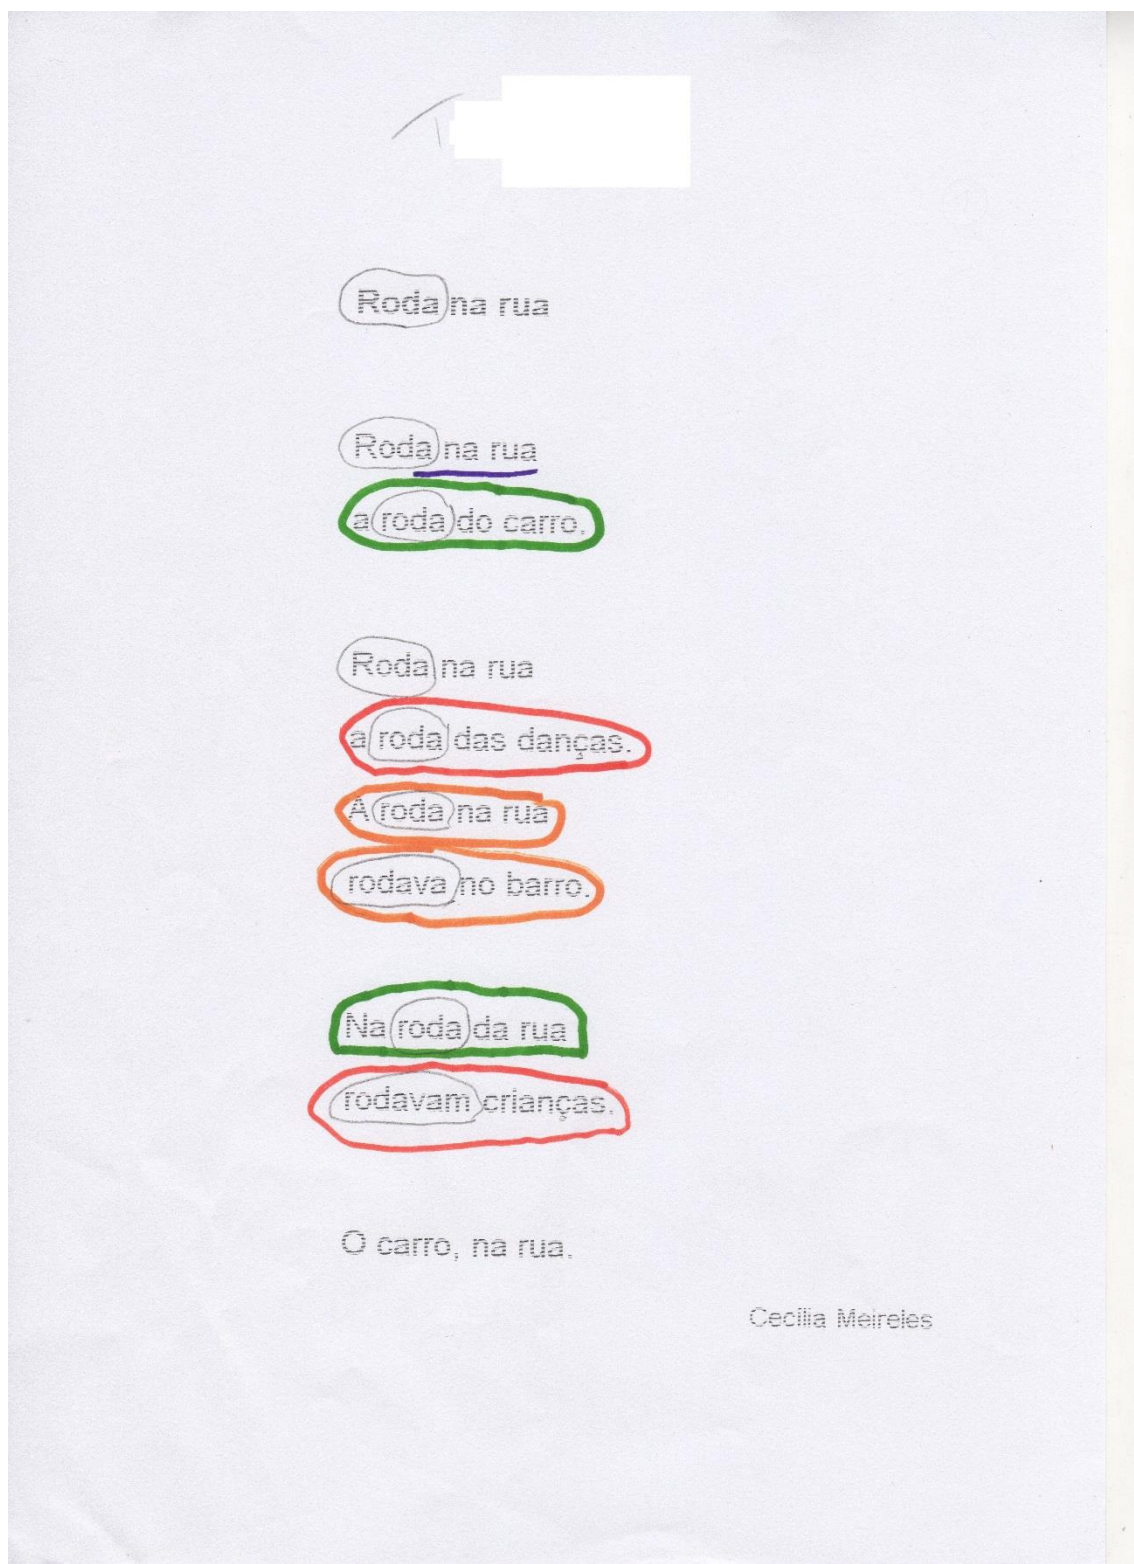 Roda na rua
Roda na rua
a roda do carro.
Roda na rua
a roda das danças.
A roda na rua
rodava no barro.
Na roda da rua
rodavam crianças.
O carro, na rua.
Cecília Meireles